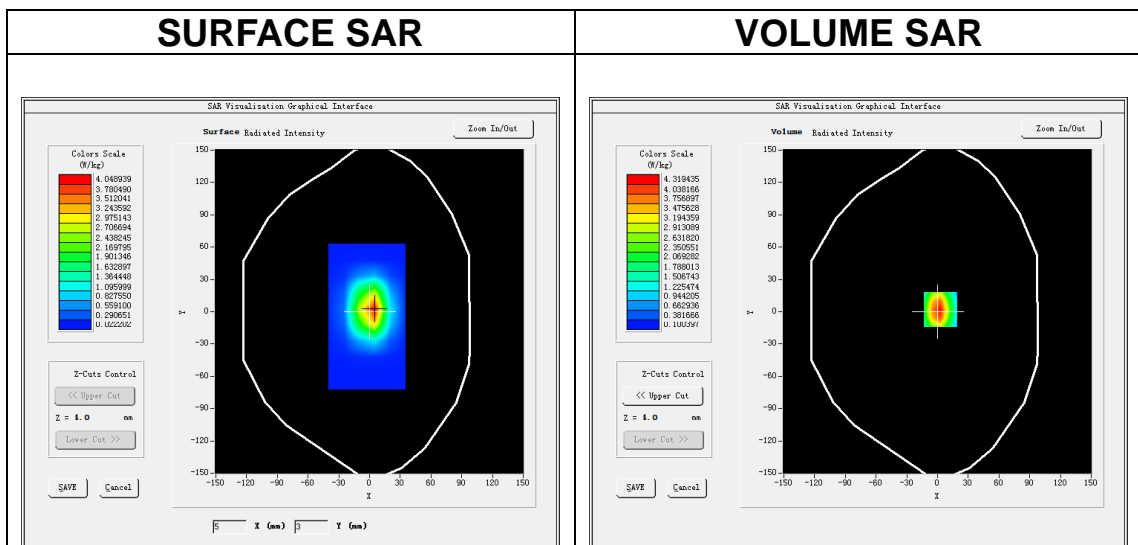 SURFACE SAR
VOLUME SAR
SAR Visualisation Graphical Interface
Surface Radiated Intensity
Zoom In/Out
Colors Scale
(W/kg)
4.048939
3.780490
3.512041
3.243592
2.975143
2.706694
2.438245
2.169795
1.901346
1.632897
1.364448
1.095999
0.827550
0.559100
0.290651
0.022202
Z-Cuts Control
<< Upper Cut
Z = 4.0 mm
Lower Cut >>
SAVE Cancel
150
120
90
60
30
0
-30
-60
-90
-120
-150
Y
-150 -120 -90 -60 -30 0 30 60 90 120 150
X
5 X (mm) 3 Y (mm)
SAR Visualisation Graphical Interface
Volume Radiated Intensity
Zoom In/Out
Colors Scale
(W/kg)
4.319435
4.038166
3.756897
3.475628
3.194359
2.913089
2.631820
2.350551
2.069282
1.788013
1.506743
1.225474
0.944205
0.662936
0.381666
0.100397
Z-Cuts Control
<< Upper Cut
Z = 4.0 mm
Lower Cut >>
SAVE Cancel
150
120
90
60
30
0
-30
-60
-90
-120
-150
Y
-150 -120 -90 -60 -30 0 30 60 90 120 150
X